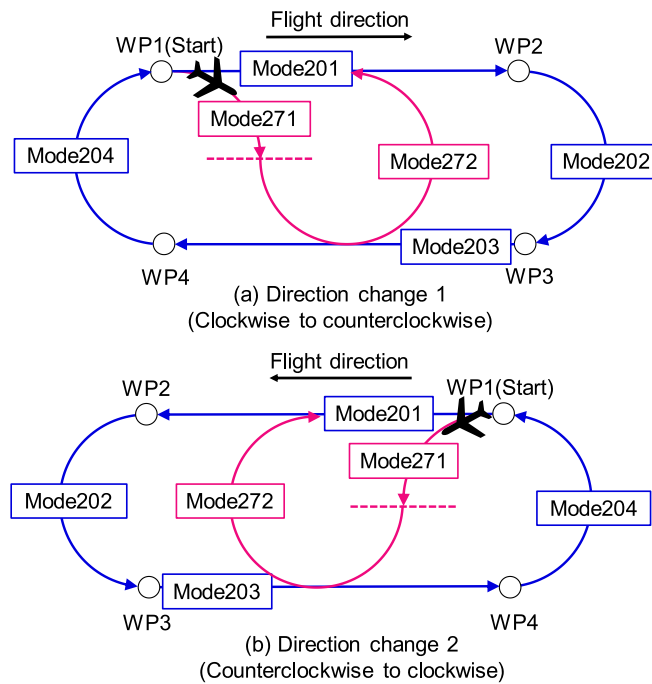 Flight direction
WP1(Start)
WP2
Mode201
Mode271
Mode204
Mode272
Mode202
Mode203
WP4
WP3
(a) Direction change 1
(Clockwise to counterclockwise)
Flight direction
WP2
WP1(Start)
Mode201
Mode271
Mode202
Mode272
Mode204
Mode203
WP3
WP4
(b) Direction change 2
(Counterclockwise to clockwise)